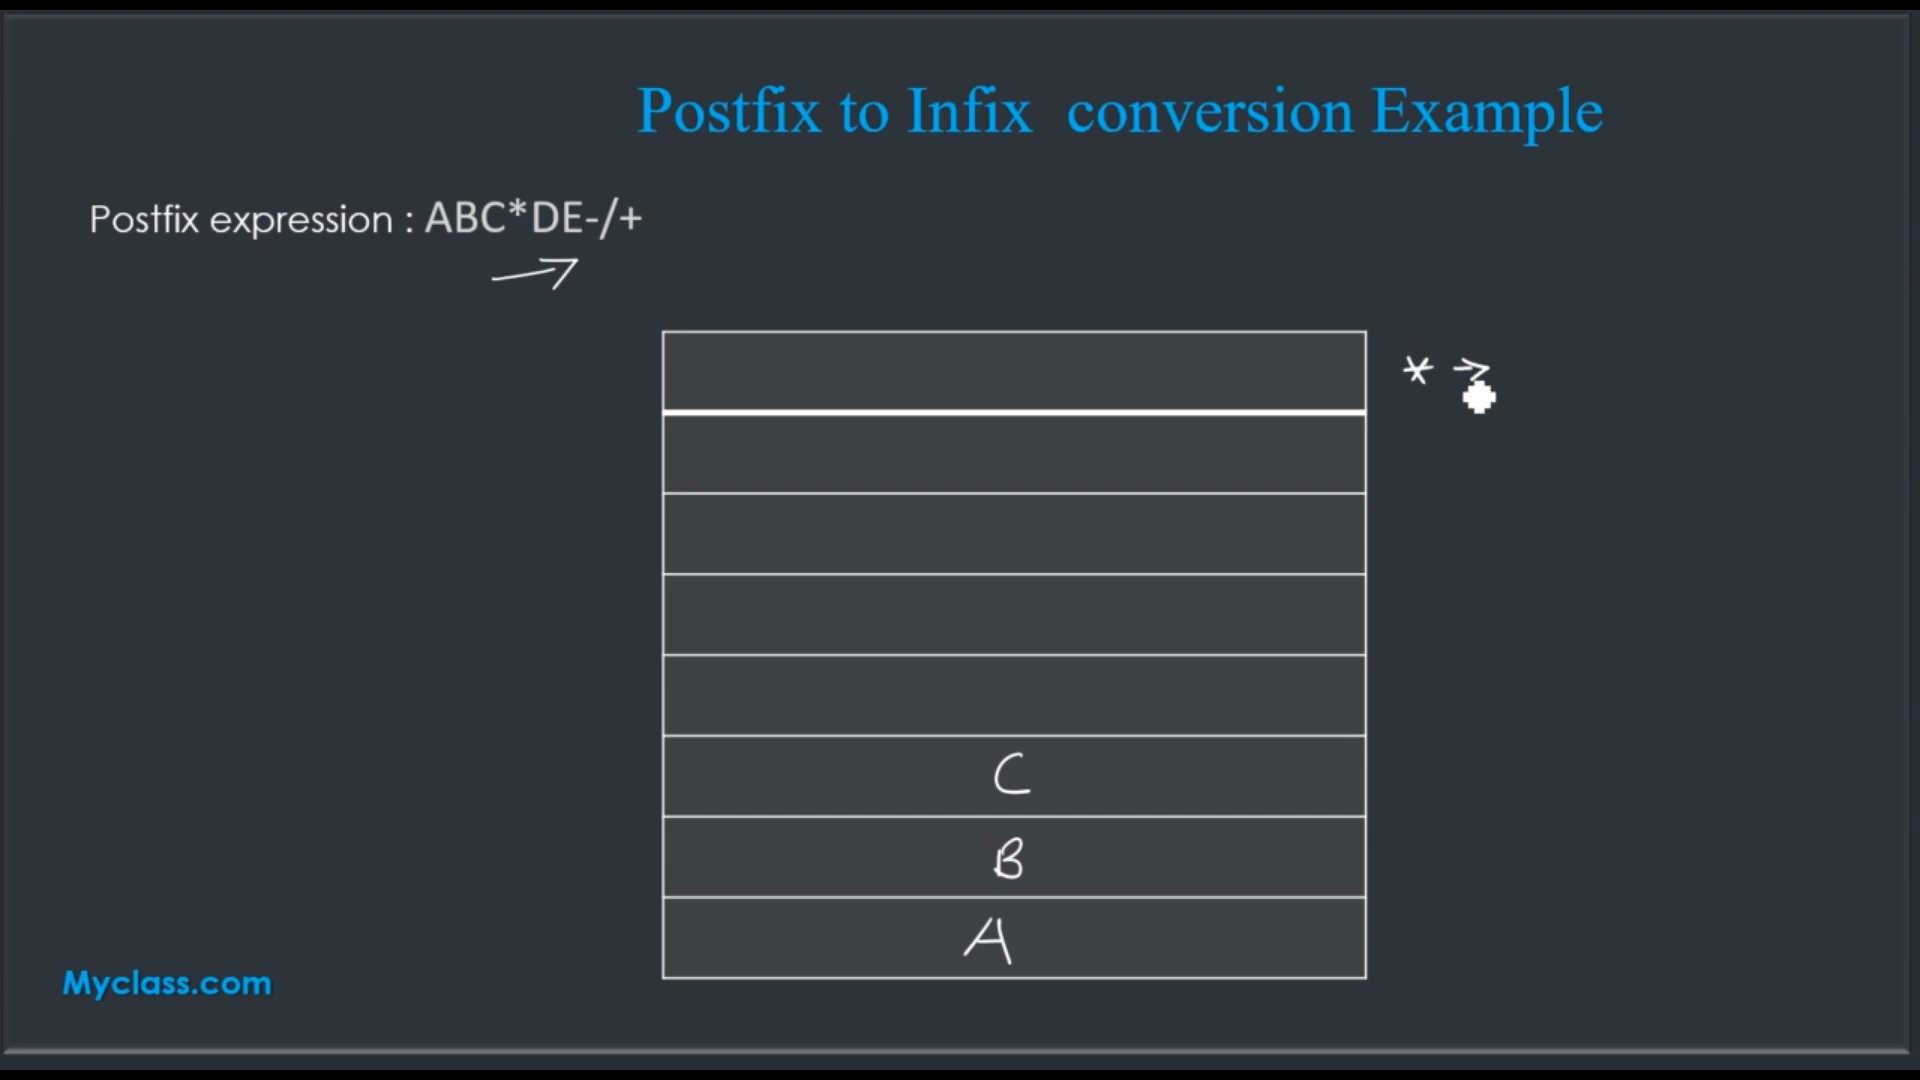 Postfix to Infix conversion Example
Postfix expression : ABC*DE-/+
* →
C
B
A
Myclass.com